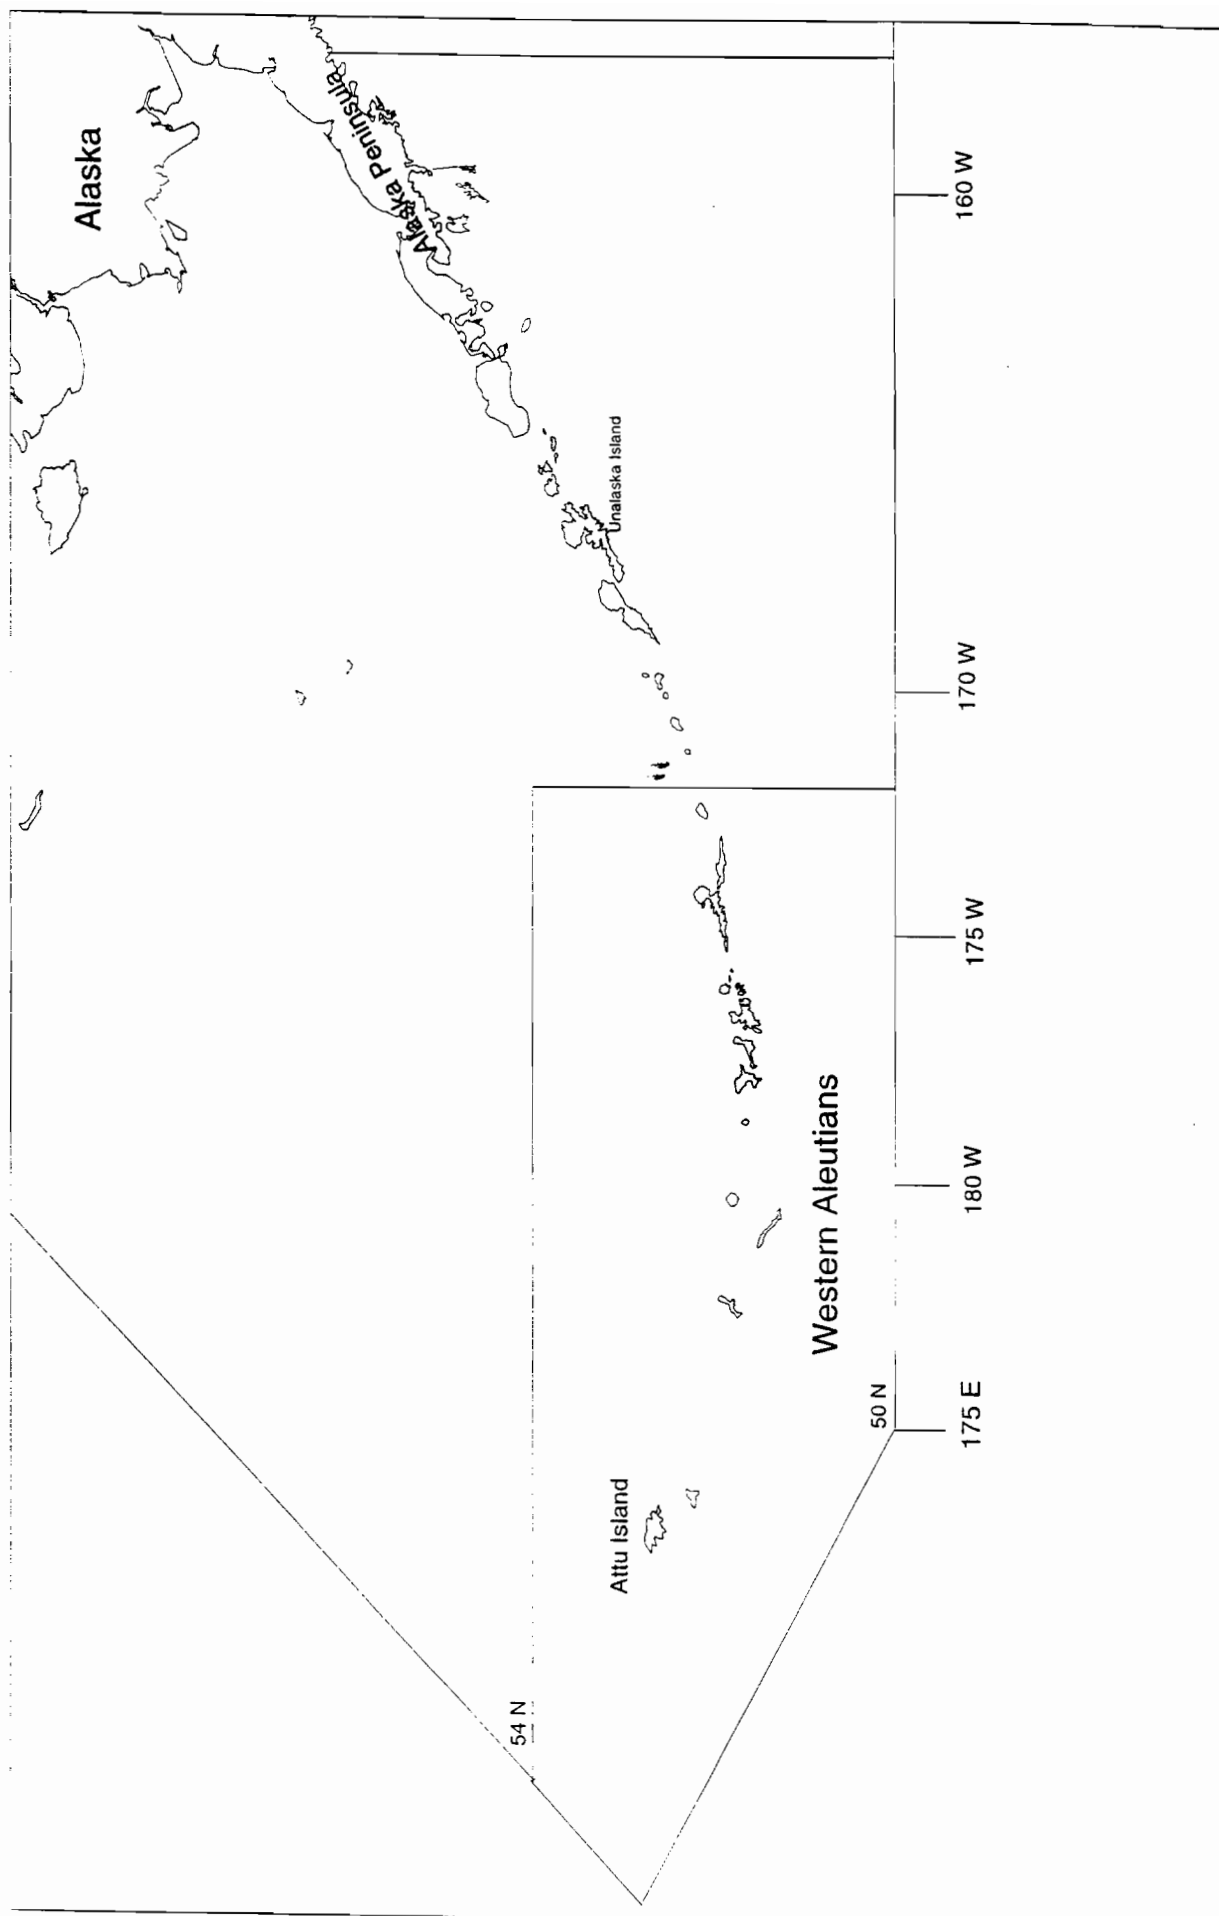 Alaska
Alaska Peninsula
Unalaska Island
Western Aleutians
Attu Island
54 N
50 N
175 E
180 W
175 W
170 W
160 W